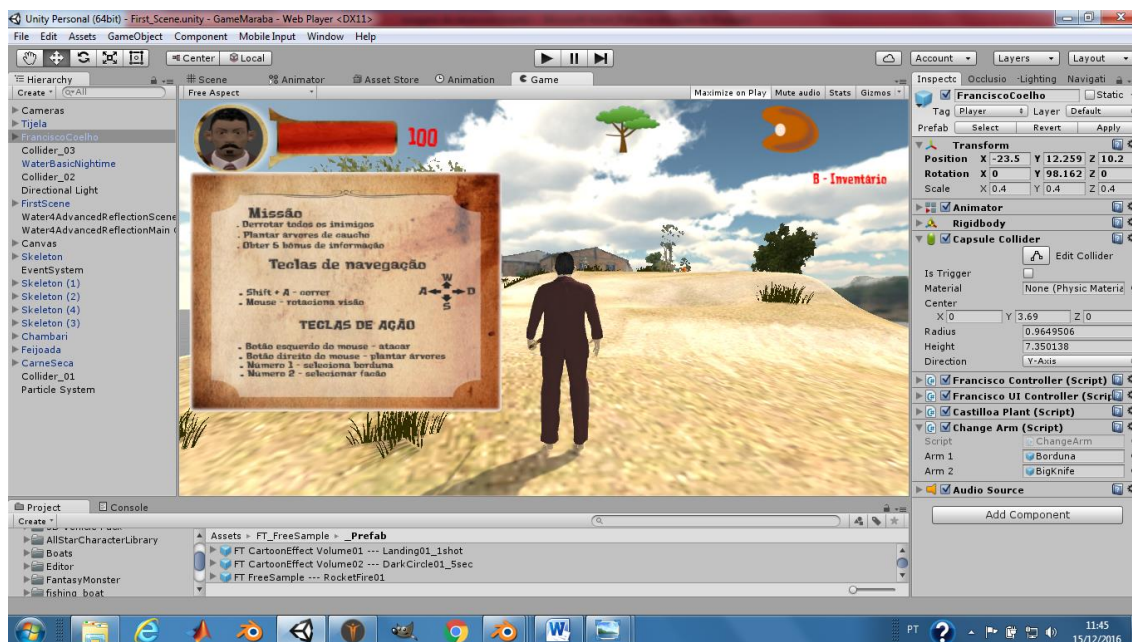 Unity Personal (64bit) - First_Scene.unity - GameMaraba - Web Player <DX11>
File Edit Assets GameObject Component MobileInput Window Help
Center Local Account Layers Layout
Hierarchy Scene Animator Asset Store Animation Game Inspecto Occlusio Lighting Navigati
Create All
Free Aspect Maximize on Play Mute audio Stats Gizmos
Cameras
Tijela
FranciscoCoelho
Collider_03
WaterBasicNightime
Collider_02
Directional Light
FirstScene
Water4AdvancedReflectionScene
Water4AdvancedReflectionMain
Canvas
Skeleton
EventSystem
Skeleton (1)
Skeleton (2)
Skeleton (4)
Skeleton (3)
Chambari
Feijoada
CarneSeca
Collider_01
Particle System
100
B - Inventário
Missão
. Derrotar todos os inimigos
. Plantar árvores de caucho
. Obter 5 bônus de informação
Teclas de navegação
. Shift + A - correr
. Mouse - rotaciona visão
W
A D
S
TECLAS DE AÇÃO
. Botão esquerdo do mouse - atacar
. Botão direito do mouse - plantar árvores
. Número 1 - seleciona borduna
. Número 2 - selecionar facão
FranciscoCoelho Static
Tag Player Layer Default
Prefab Select Revert Apply
Transform
Position X -23.5 Y 12.259 Z 10.2
Rotation X 0 Y 98.162 Z 0
Scale X 0.4 Y 0.4 Z 0.4
Animator
Rigidbody
Capsule Collider
Edit Collider
Is Trigger
Material None (Physic Materia
Center
X 0 Y 3.69 Z 0
Radius 0.9649506
Height 7.350138
Direction Y-Axis
Francisco Controller (Script)
Francisco UI Controller (Scrip
Castilloa Plant (Script)
Change Arm (Script)
Script ChangeArm
Arm 1 Borduna
Arm 2 BigKnife
Audio Source
Add Component
Project Console
Create
AllStarCharacterLibrary
Boats
Editor
FantasyMonster
fishing_boat
Assets FT_FreeSample _Prefab
FT CartoonEffect Volume01 --- Landing01_1shot
FT CartoonEffect Volume02 --- DarkCircle01_5sec
FT FreeSample --- RocketFire01
PT
11:45
15/12/2016